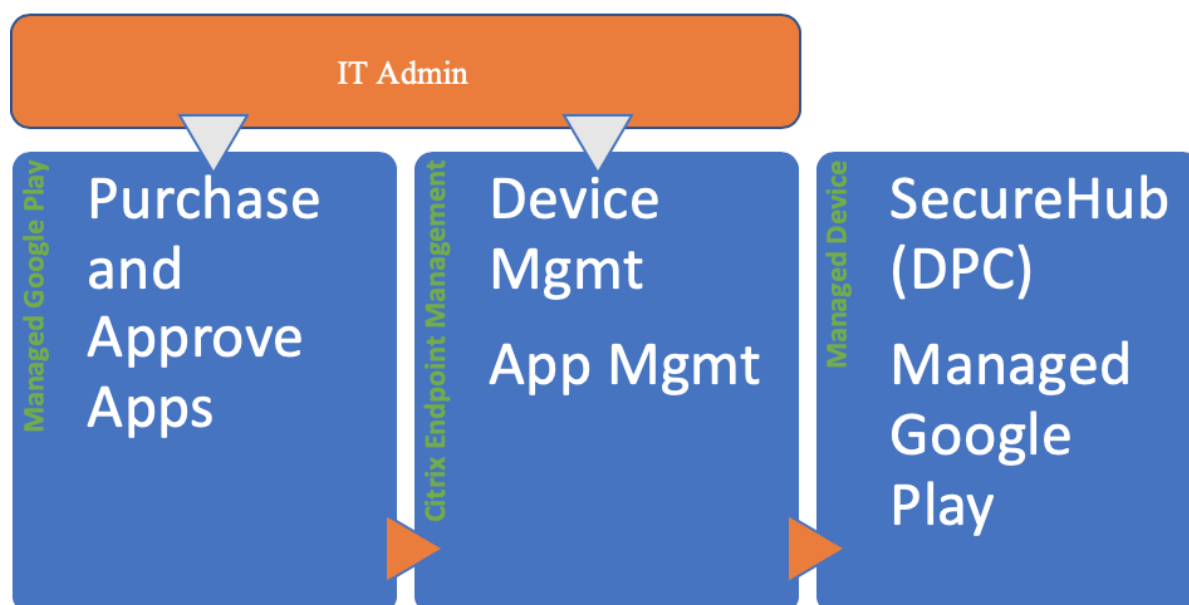 IT Admin
Managed Google Play
Purchase
and
Approve
Apps
Citrix Endpoint Management
Device
Mgmt
App Mgmt
Managed Device
SecureHub
(DPC)
Managed
Google
Play